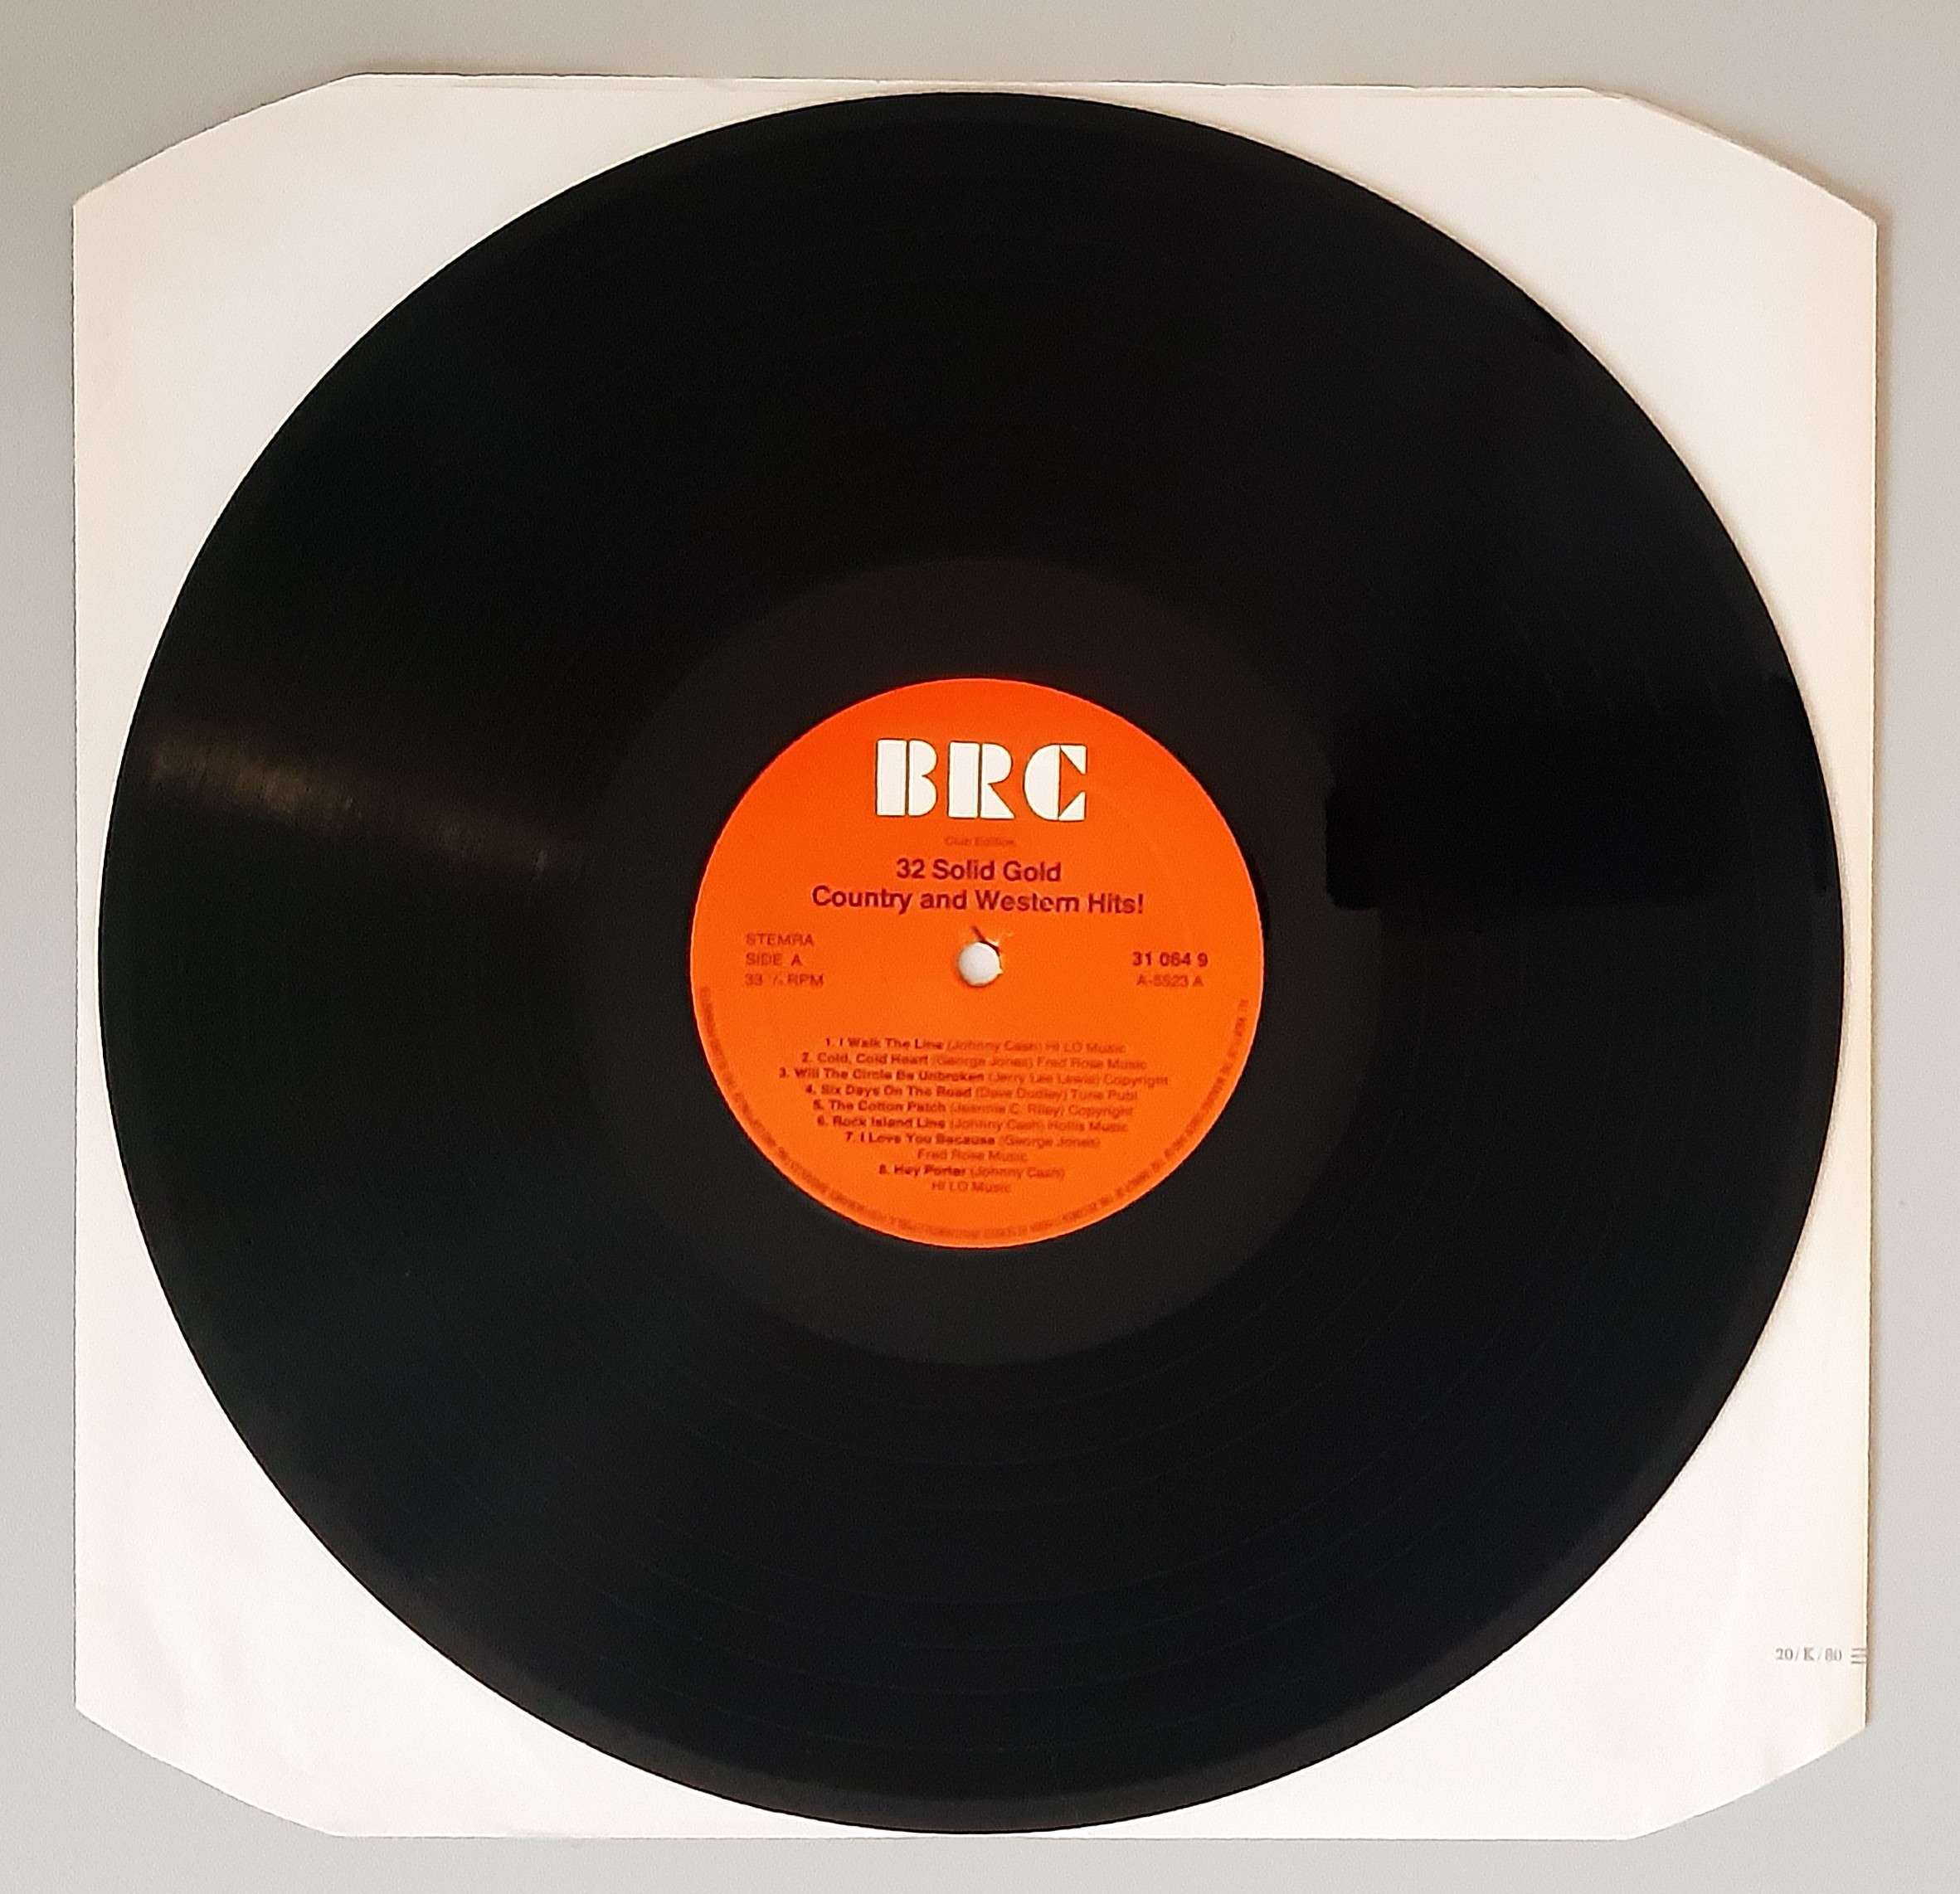 BRC
Club Edition
32 Solid Gold
Country and Western Hits!
STEMRA
SIDE A
33 ⅓ RPM
31 064 9
A-5523 A
1. I Walk The Line (Johnny Cash) HI LO Music
2. Cold, Cold Heart (George Jones) Fred Rose Music
3. Will The Circle Be Unbroken (Jerry Lee Lewis) Copyright
4. Six Days On The Road (Dave Dudley) Tune Publ
5. The Cotton Patch (Jeannie C. Riley) Copyright
6. Rock Island Line (Johnny Cash) Hollis Music
7. I Love You Because (George Jones)
Fred Rose Music
8. Hey Porter (Johnny Cash)
HI LO Music
20/K/80